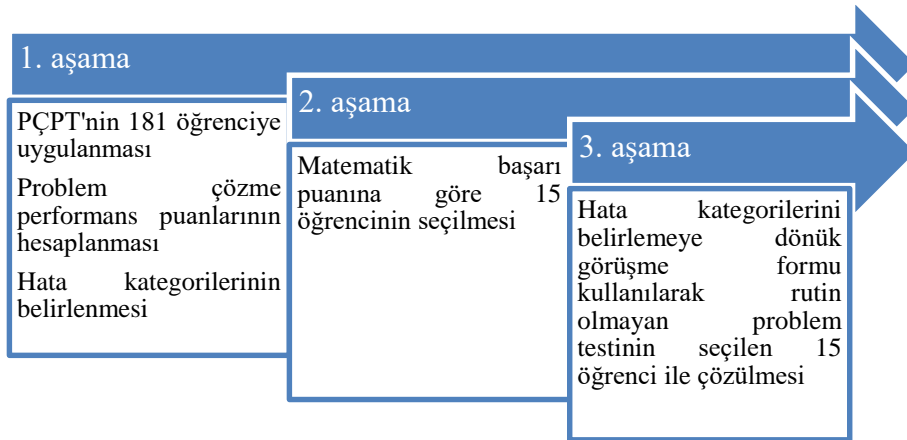 1. aşama
PÇPT'nin 181 öğrenciye
uygulanması
Problem çözme
performans puanlarının
hesaplanması
Hata kategorilerinin
belirlenmesi
2. aşama
Matematik başarı
puanına göre 15
öğrencinin seçilmesi
3. aşama
Hata kategorilerini
belirlemeye dönük
görüşme formu
kullanılarak rutin
olmayan problem
testinin seçilen 15
öğrenci ile çözülmesi